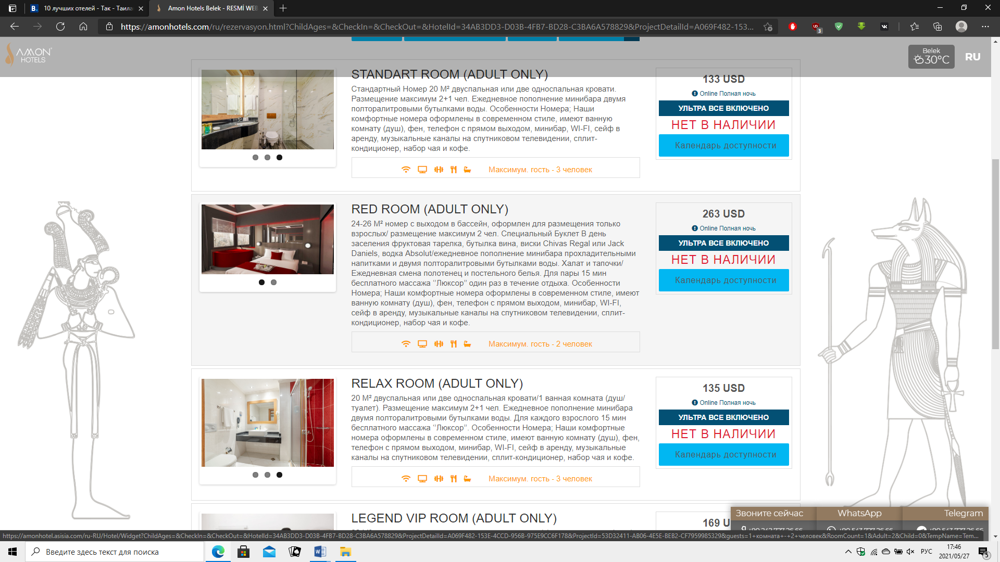 10 лучших отелей - Так - Таила
Amon Hotels Belek - RESMİ WEB
https://amonhotels.com/ru/rezervasyon.html?ChildAges=&CheckIn=&CheckOut=&HotelId=34AB3DD3-D03B-4FB7-BD28-C3BA6A578829&ProjectDetailId=A069F482-153...
3
AMON
HOTELS
Belek
30°C
RU
STANDART ROOM (ADULT ONLY)
Стандартный Номер 20 М² двуспальная или две односпальная кровати.
Размещение максимум 2+1 чел. Ежедневное пополнение минибара двумя
полторалитровыми бутылками воды. Особенности Номера; Наши
комфортные номера оформлены в современном стиле, имеют ванную
комнату (душ), фен, телефон с прямом выходом, минибар, WI-FI, сейф в
аренду, музыкальные каналы на спутниковом телевидении, сплит-
кондиционер, набор чая и кофе.
Максимум. гость - 3 человек
133 USD
Online Полная ночь
УЛЬТРА ВСЕ ВКЛЮЧЕНО
НЕТ В НАЛИЧИИ
Календарь доступности
RED ROOM (ADULT ONLY)
24-26 М² номер с выходом в бассейн, оформлен для размещения только
взрослых/ размещение максимум 2 чел. Специальный Буклет В день
заселения фруктовая тарелка, бутылка вина, виски Chivas Regal или Jack
Daniels, водка Absolut/ежедневное пополнение минибара прохладительными
напитками и двумя полторалитровыми бутылками воды. Халат и тапочки/
Ежедневная смена полотенец и постельного белья. Для пары 15 мин
бесплатного массажа ‘’Люксор’’ один раз в течение отдыха. Особенности
Номера; Наши комфортные номера оформлены в современном стиле, имеют
ванную комнату (душ), фен, телефон с прямом выходом, минибар, WI-FI,
сейф в аренду, музыкальные каналы на спутниковом телевидении, сплит-
кондиционер, набор чая и кофе.
Максимум. гость - 2 человек
263 USD
Online Полная ночь
УЛЬТРА ВСЕ ВКЛЮЧЕНО
НЕТ В НАЛИЧИИ
Календарь доступности
RELAX ROOM (ADULT ONLY)
20 М² двуспальная или две односпальная кровати/1 ванная комната (душ/
туалет). Размещение максимум 2+1 чел. Ежедневное пополнение минибара
двумя полторалитровыми бутылками воды. Для каждого взрослого 15 мин
бесплатного массажа ‘’Люксор’’. Особенности Номера; Наши комфортные
номера оформлены в современном стиле, имеют ванную комнату (душ), фен,
телефон с прямом выходом, минибар, WI-FI, сейф в аренду, музыкальные
каналы на спутниковом телевидении, сплит-кондиционер, набор чая и кофе.
Максимум. гость - 3 человек
135 USD
Online Полная ночь
УЛЬТРА ВСЕ ВКЛЮЧЕНО
НЕТ В НАЛИЧИИ
Календарь доступности
LEGEND VIP ROOM (ADULT ONLY)
169 U
Звоните сейчас
WhatsApp
Telegram
https://amonhotel.asisia.com/ru-RU/Hotel/Widget?ChildAges=&CheckIn=&CheckOut=&HotelId=34AB3DD3-D03B-4FB7-BD28-C3BA6A578829&ProjectDetailId=A069F482-153E-4CCD-956B-975E9CC6F178&ProjectId=53D32411-AB06-4E5E-BEB2-CF7959985329&guests=1+комната+-+2+человек&RoomCount=1&Adult=2&Child=0&TempName=Tem...
Введите здесь текст для поиска
РУС
17:46
2021/05/27
5